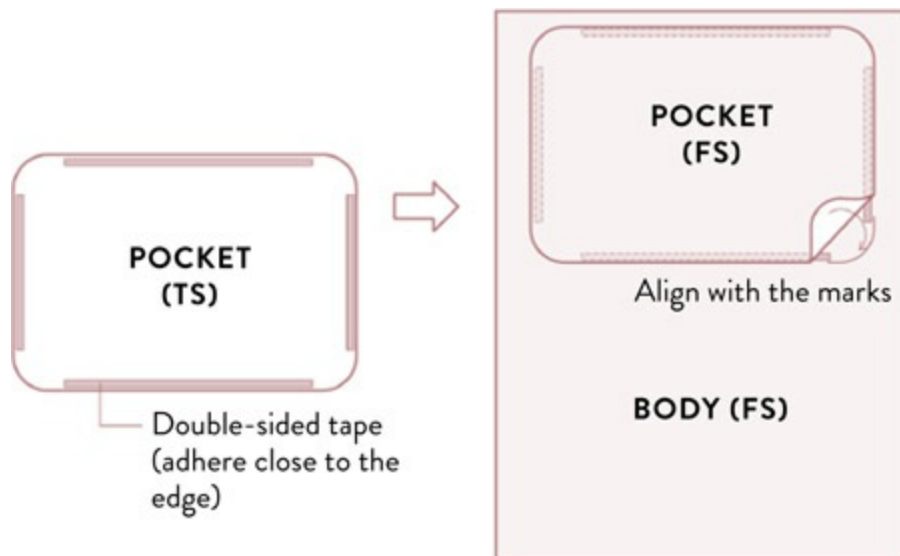 POCKET
(TS)
Double-sided tape
(adhere close to the
edge)
POCKET
(FS)
Align with the marks
BODY (FS)